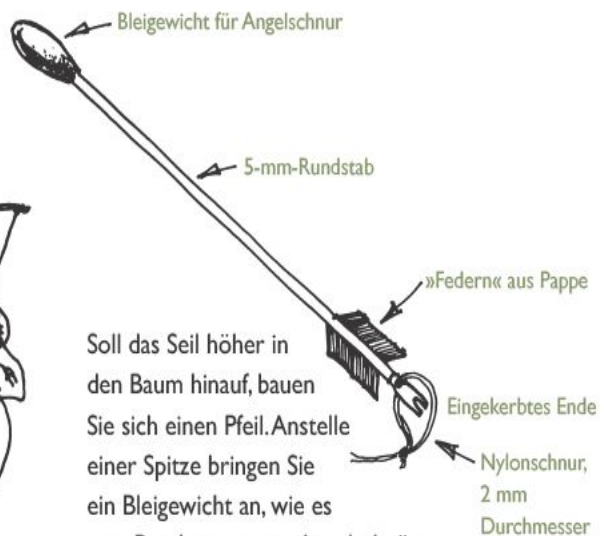 Bleigewicht für Angelschnur
5-mm-Rundstab
»Federn« aus Pappe
Soll das Seil höher in
den Baum hinauf, bauen
Sie sich einen Pfeil. Anstelle
einer Spitze bringen Sie
ein Bleigewicht an, wie es
Eingekerbtes Ende
Nylonschnur,
2 mm
Durchmesser